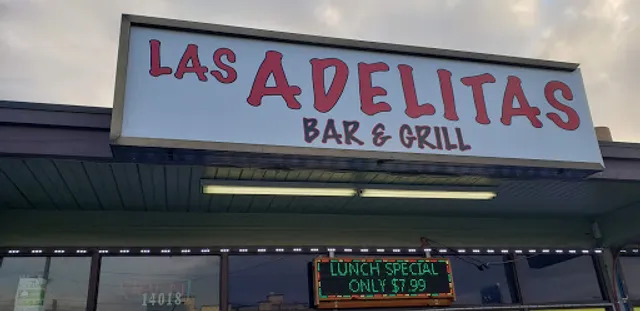 LAS ADELITAS
BAR & GRILL
LUNCH SPECIAL
ONLY $7.99
14018